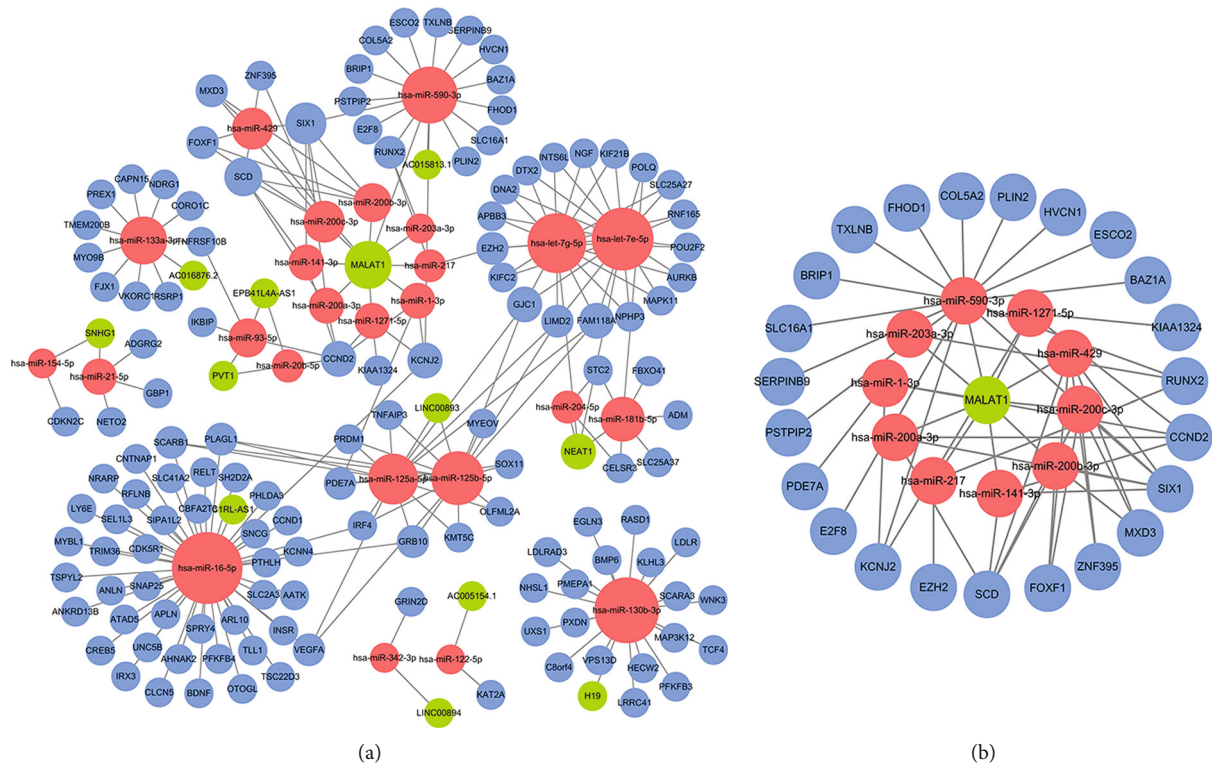 ESCO2
TXLNB
SERPINB9
COL5A2
HVCN1
BRIP1
BAZ1A
PSTPIP2
hsa-miR-590-3p
FHOD1
E2F8
SLC16A1
RUNX2
PLIN2
AC015813.1
ZNF395
MXD3
hsa-miR-429
SIX1
FOXF1
SCD
hsa-miR-200b-3p
hsa-miR-200c-3p
hsa-miR-203a-3p
hsa-miR-141-3p
MALAT1
hsa-miR-217
hsa-miR-200a-3p
hsa-miR-1271-5p
hsa-miR-1-3p
CCND2
KIAA1324
KCNJ2
CAPN15
NDRG1
PREX1
CORO1C
TMEM200B
hsa-miR-133a-3p
TNFRSF10B
MYO9B
AC016876.2
FJX1
VKORC1
RSRP1
EPB41L4A-AS1
IKBIP
hsa-miR-93-5p
PVT1
hsa-miR-20b-5p
SNHG1
hsa-miR-154-5p
ADGRG2
hsa-miR-21-5p
GBP1
CDKN2C
NETO2
INTS6L
NGF
KIF21B
DTX2
POLQ
DNA2
SLC25A27
APBB3
hsa-let-7g-5p
hsa-let-7e-5p
RNF165
EZH2
POU2F2
KIFC2
AURKB
GJC1
MAPK11
LIMD2
FAM118A
NPHP3
STC2
FBXO41
hsa-miR-204-5p
hsa-miR-181b-5p
ADM
NEAT1
SLC25A37
CELSR3
LINC00893
TNFAIP3
MYEOV
PRDM1
hsa-miR-125a-5p
hsa-miR-125b-5p
SOX11
PDE7A
OLFML2A
IRF4
KMT5C
GRB10
SCARB1
PLAGL1
CNTNAP1
SLC41A2
RELT
SH2D2A
NRARP
RFLNB
CBFA2T3
C1RL-AS1
PHLDA3
LY6E
SEL1L3
SIPA1L2
SNCG
CCND1
MYBL1
TRIM36
CDK5R1
PTHLH
KCNN4
TSPYL2
hsa-miR-16-5p
ANLN
SNAP25
SLC2A3
AATK
ANKRD13B
ATAD5
APLN
SPRY4
ARL10
INSR
CREB5
UNC5B
TLL1
VEGFA
IRX3
AHNAK2
PFKFB4
TSC22D3
CLCN5
BDNF
OTOGL
AC005154.1
GRIN2D
hsa-miR-342-3p
hsa-miR-122-5p
KAT2A
LINC00894
EGLN3
RASD1
LDLRAD3
BMP6
LDLR
KLHL3
NHSL1
PMEPA1
SCARA3
WNK3
hsa-miR-130b-3p
UXS1
PXDN
MAP3K12
TCF4
C8orf4
VPS13D
HECW2
H19
PFKFB3
LRRC41
(a)
COL5A2
PLIN2
FHOD1
HVCN1
TXLNB
ESCO2
BRIP1
BAZ1A
hsa-miR-590-3p
SLC16A1
hsa-miR-203a-3p
hsa-miR-1271-5p
KIAA1324
hsa-miR-429
SERPINB9
hsa-miR-1-3p
RUNX2
MALAT1
PSTPIP2
hsa-miR-200c-3p
hsa-miR-200a-3p
CCND2
hsa-miR-200b-3p
PDE7A
hsa-miR-217
hsa-miR-141-3p
SIX1
E2F8
MXD3
KCNJ2
ZNF395
EZH2
SCD
FOXF1
(b)